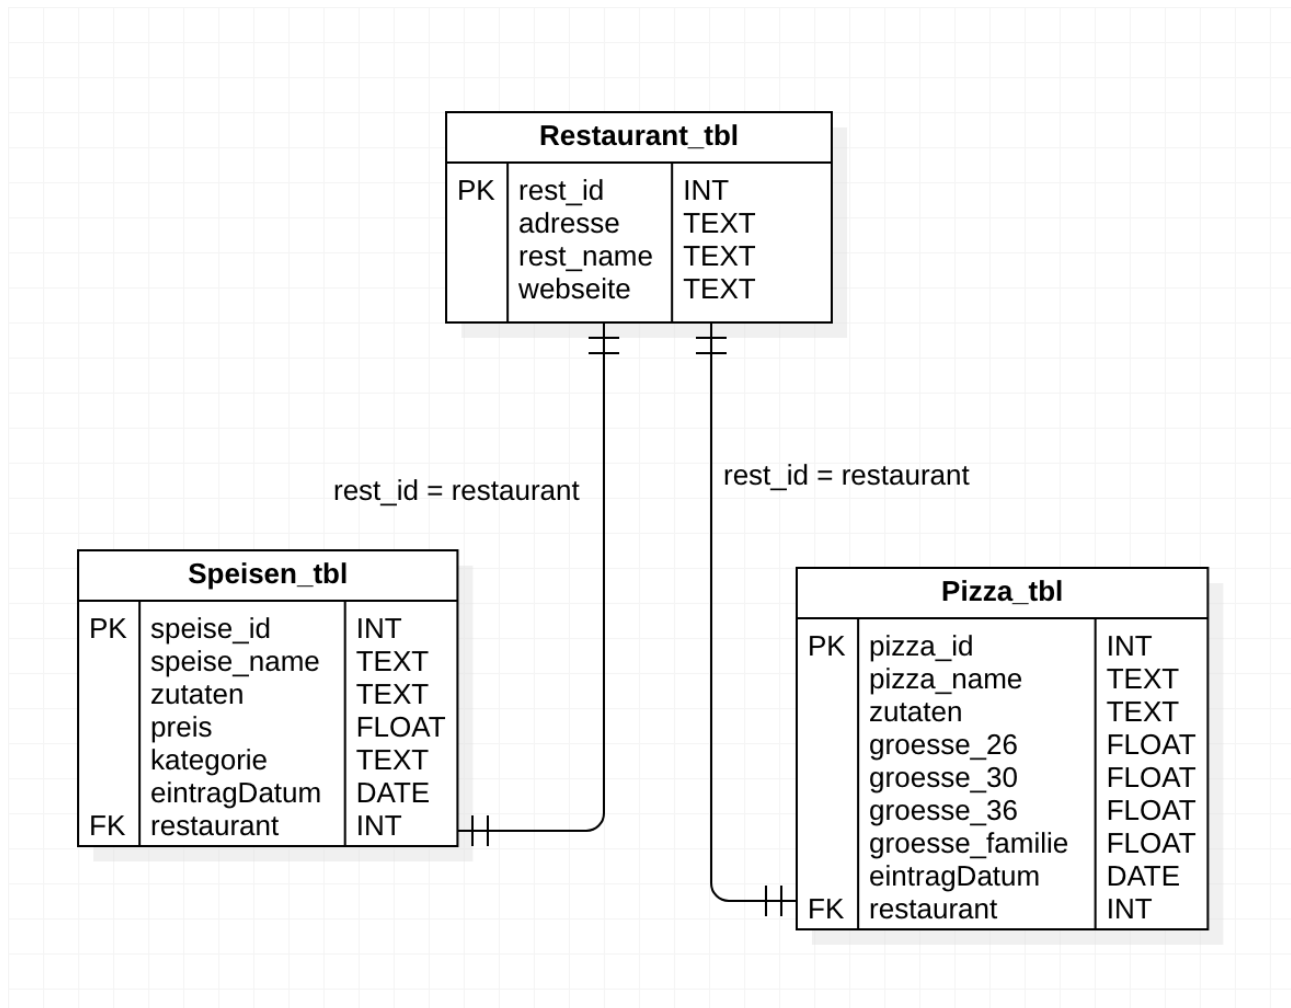 Restaurant_tbl
PK rest_id INT
adresse TEXT
rest_name TEXT
webseite TEXT
rest_id = restaurant
rest_id = restaurant
Speisen_tbl
PK speise_id INT
speise_name TEXT
zutaten TEXT
preis FLOAT
kategorie TEXT
eintragDatum DATE
FK restaurant INT
Pizza_tbl
PK pizza_id INT
pizza_name TEXT
zutaten TEXT
groesse_26 FLOAT
groesse_30 FLOAT
groesse_36 FLOAT
groesse_familie FLOAT
eintragDatum DATE
FK restaurant INT